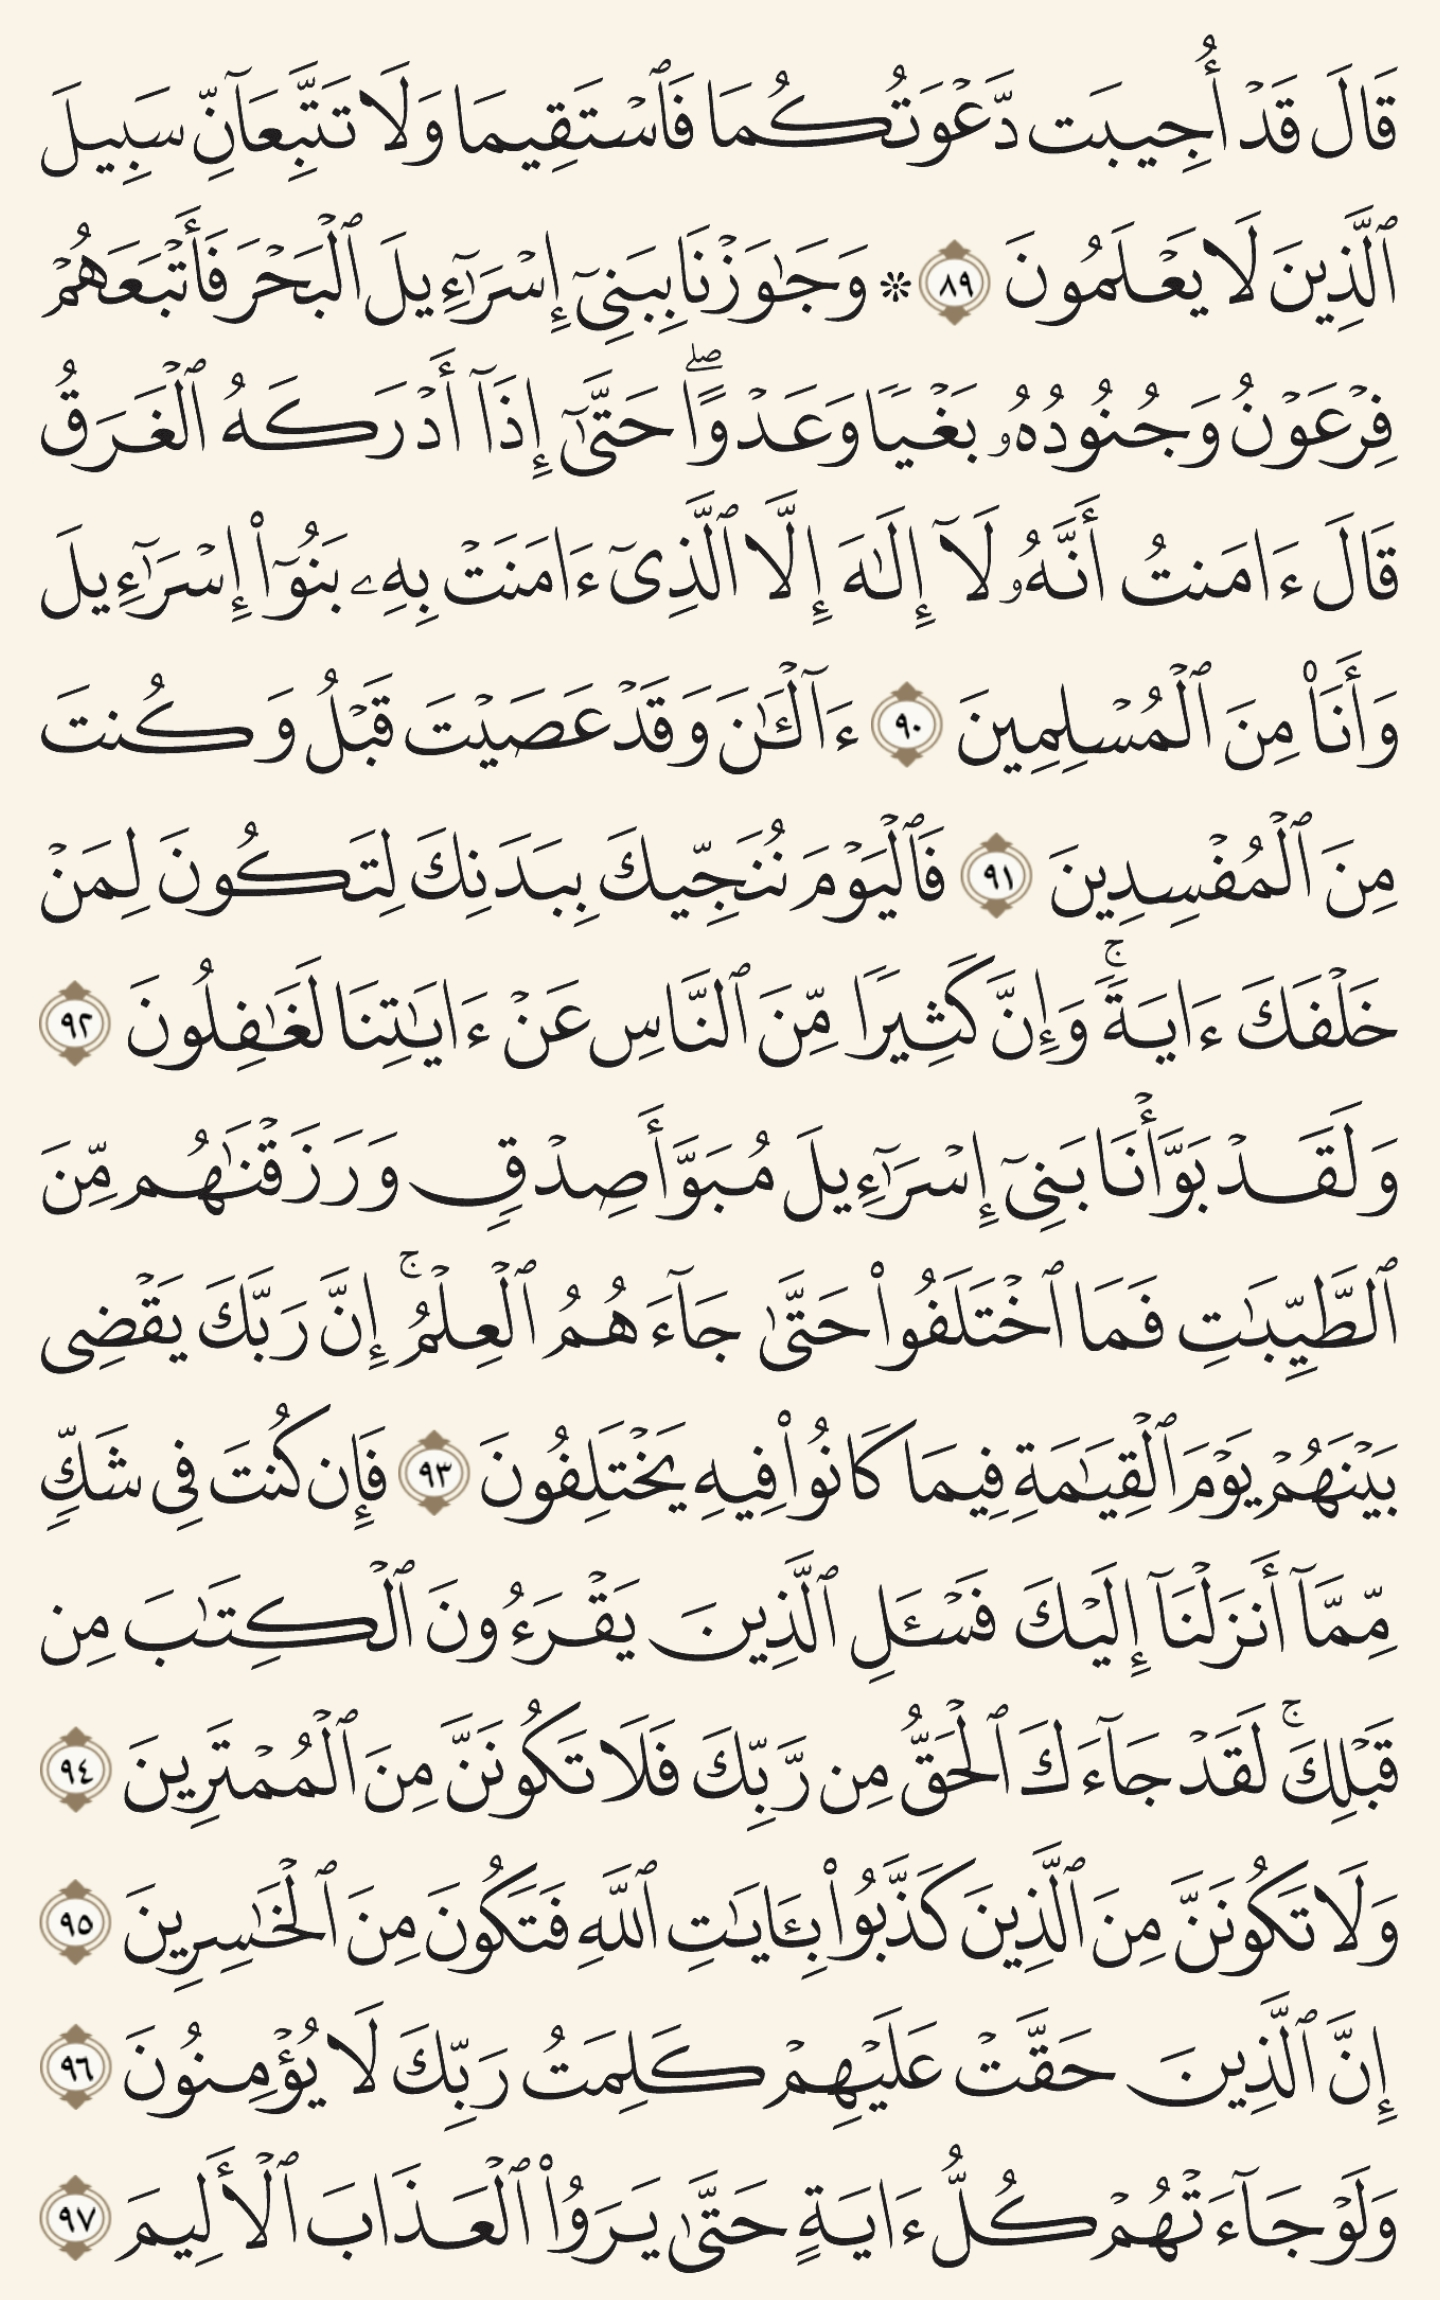 قَالَ قَدْ أُجِيبَت دَّعْوَتُكُمَا فَٱسْتَقِيمَا وَلَا تَتَّبِعَآنِّ سَبِيلَ
ٱلَّذِينَ لَا يَعْلَمُونَ ٨٩ ۞ وَجَٰوَزْنَا بِبَنِىٓ إِسْرَٰٓءِيلَ ٱلْبَحْرَ فَأَتْبَعَهُمْ
فِرْعَوْنُ وَجُنُودُهُۥ بَغْيًا وَعَدْوًا ۖ حَتَّىٰٓ إِذَآ أَدْرَكَهُ ٱلْغَرَقُ
قَالَ ءَامَنتُ أَنَّهُۥ لَآ إِلَٰهَ إِلَّا ٱلَّذِىٓ ءَامَنَتْ بِهِۦ بَنُوٓا۟ إِسْرَٰٓءِيلَ
وَأَنَا۠ مِنَ ٱلْمُسْلِمِينَ ٩٠ ءَآلْـَٰٔنَ وَقَدْ عَصَيْتَ قَبْلُ وَكُنتَ
مِنَ ٱلْمُفْسِدِينَ ٩١ فَٱلْيَوْمَ نُنَجِّيكَ بِبَدَنِكَ لِتَكُونَ لِمَنْ
خَلْفَكَ ءَايَةً ۚ وَإِنَّ كَثِيرًا مِّنَ ٱلنَّاسِ عَنْ ءَايَٰتِنَا لَغَٰفِلُونَ ٩٢
وَلَقَدْ بَوَّأْنَا بَنِىٓ إِسْرَٰٓءِيلَ مُبَوَّأَ صِدْقٍ وَرَزَقْنَٰهُم مِّنَ
ٱلطَّيِّبَٰتِ فَمَا ٱخْتَلَفُوا۟ حَتَّىٰ جَآءَهُمُ ٱلْعِلْمُ ۚ إِنَّ رَبَّكَ يَقْضِى
بَيْنَهُمْ يَوْمَ ٱلْقِيَٰمَةِ فِيمَا كَانُوا۟ فِيهِ يَخْتَلِفُونَ ٩٣ فَإِن كُنتَ فِى شَكٍّ
مِّمَّآ أَنزَلْنَآ إِلَيْكَ فَسْـَٔلِ ٱلَّذِينَ يَقْرَءُونَ ٱلْكِتَٰبَ مِن
قَبْلِكَ ۚ لَقَدْ جَآءَكَ ٱلْحَقُّ مِن رَّبِّكَ فَلَا تَكُونَنَّ مِنَ ٱلْمُمْتَرِينَ ٩٤
وَلَا تَكُونَنَّ مِنَ ٱلَّذِينَ كَذَّبُوا۟ بِـَٔايَٰتِ ٱللَّهِ فَتَكُونَ مِنَ ٱلْخَٰسِرِينَ ٩٥
إِنَّ ٱلَّذِينَ حَقَّتْ عَلَيْهِمْ كَلِمَتُ رَبِّكَ لَا يُؤْمِنُونَ ٩٦
وَلَوْ جَآءَتْهُمْ كُلُّ ءَايَةٍ حَتَّىٰ يَرَوُا۟ ٱلْعَذَابَ ٱلْأَلِيمَ ٩٧